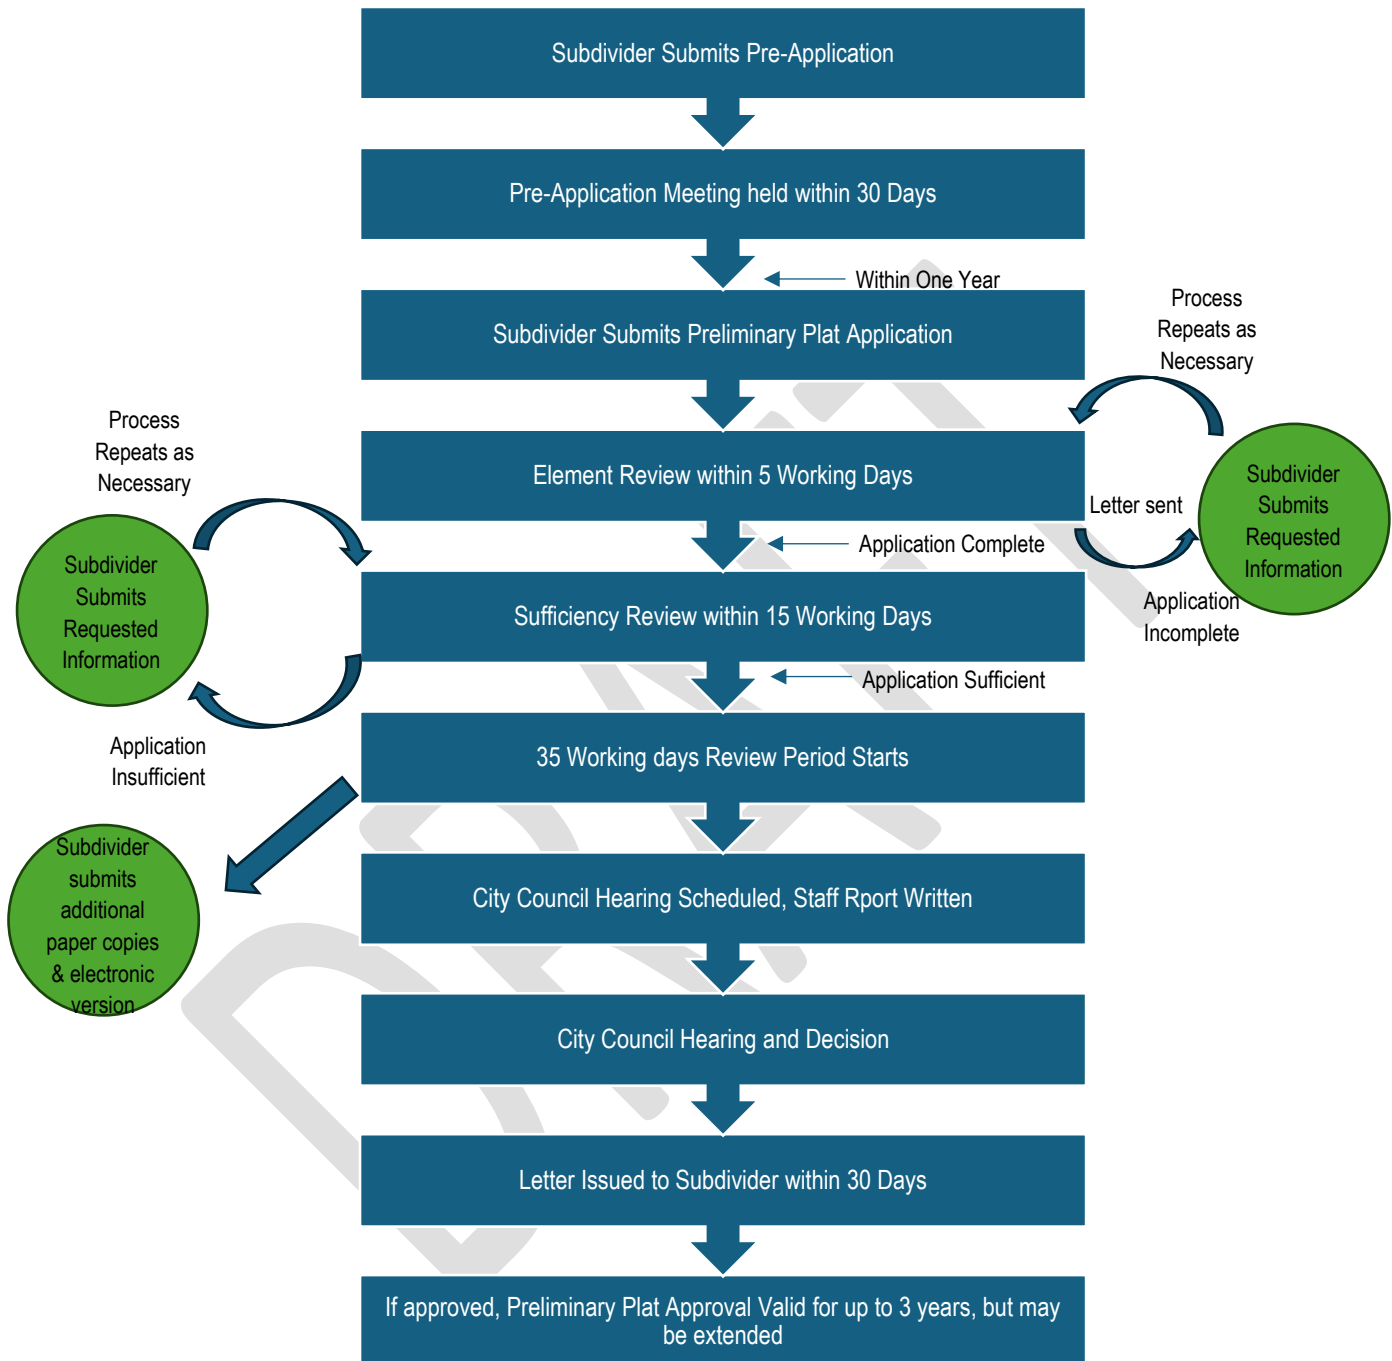 Subdivider Submits Pre-Application
Pre-Application Meeting held within 30 Days
Within One Year
Subdivider Submits Preliminary Plat Application
Process
Repeats as
Necessary
Element Review within 5 Working Days
Letter sent
Subdivider
Submits
Requested
Information
Application
Incomplete
Application Complete
Process
Repeats as
Necessary
Subdivider
Submits
Requested
Information
Sufficiency Review within 15 Working Days
Application
Insufficient
Application Sufficient
35 Working days Review Period Starts
Subdivider
submits
additional
paper copies
& electronic
version
City Council Hearing Scheduled, Staff Rport Written
City Council Hearing and Decision
Letter Issued to Subdivider within 30 Days
If approved, Preliminary Plat Approval Valid for up to 3 years, but may
be extended
DRAFT